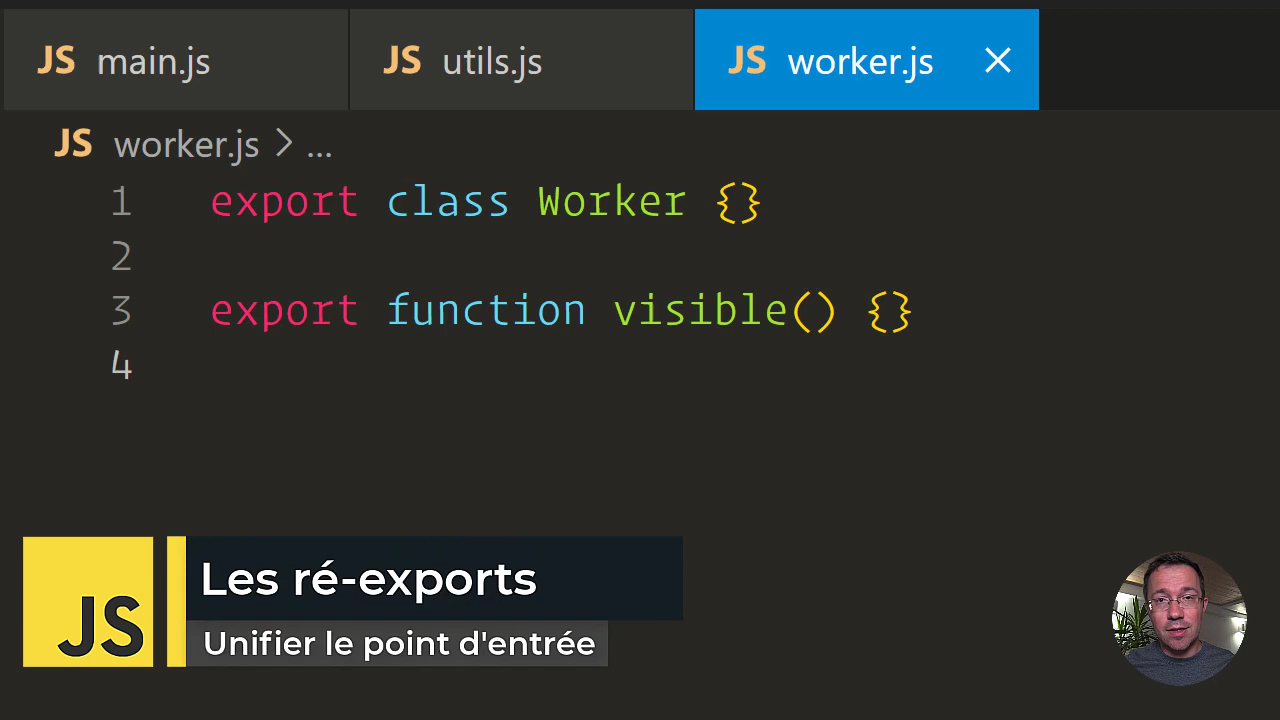 JS main.js JS utils.js JS worker.js
JS worker.js > ...
1 export class Worker {}
2
3 export function visible() {}
4
JS
Les ré-exports
Unifier le point d'entrée